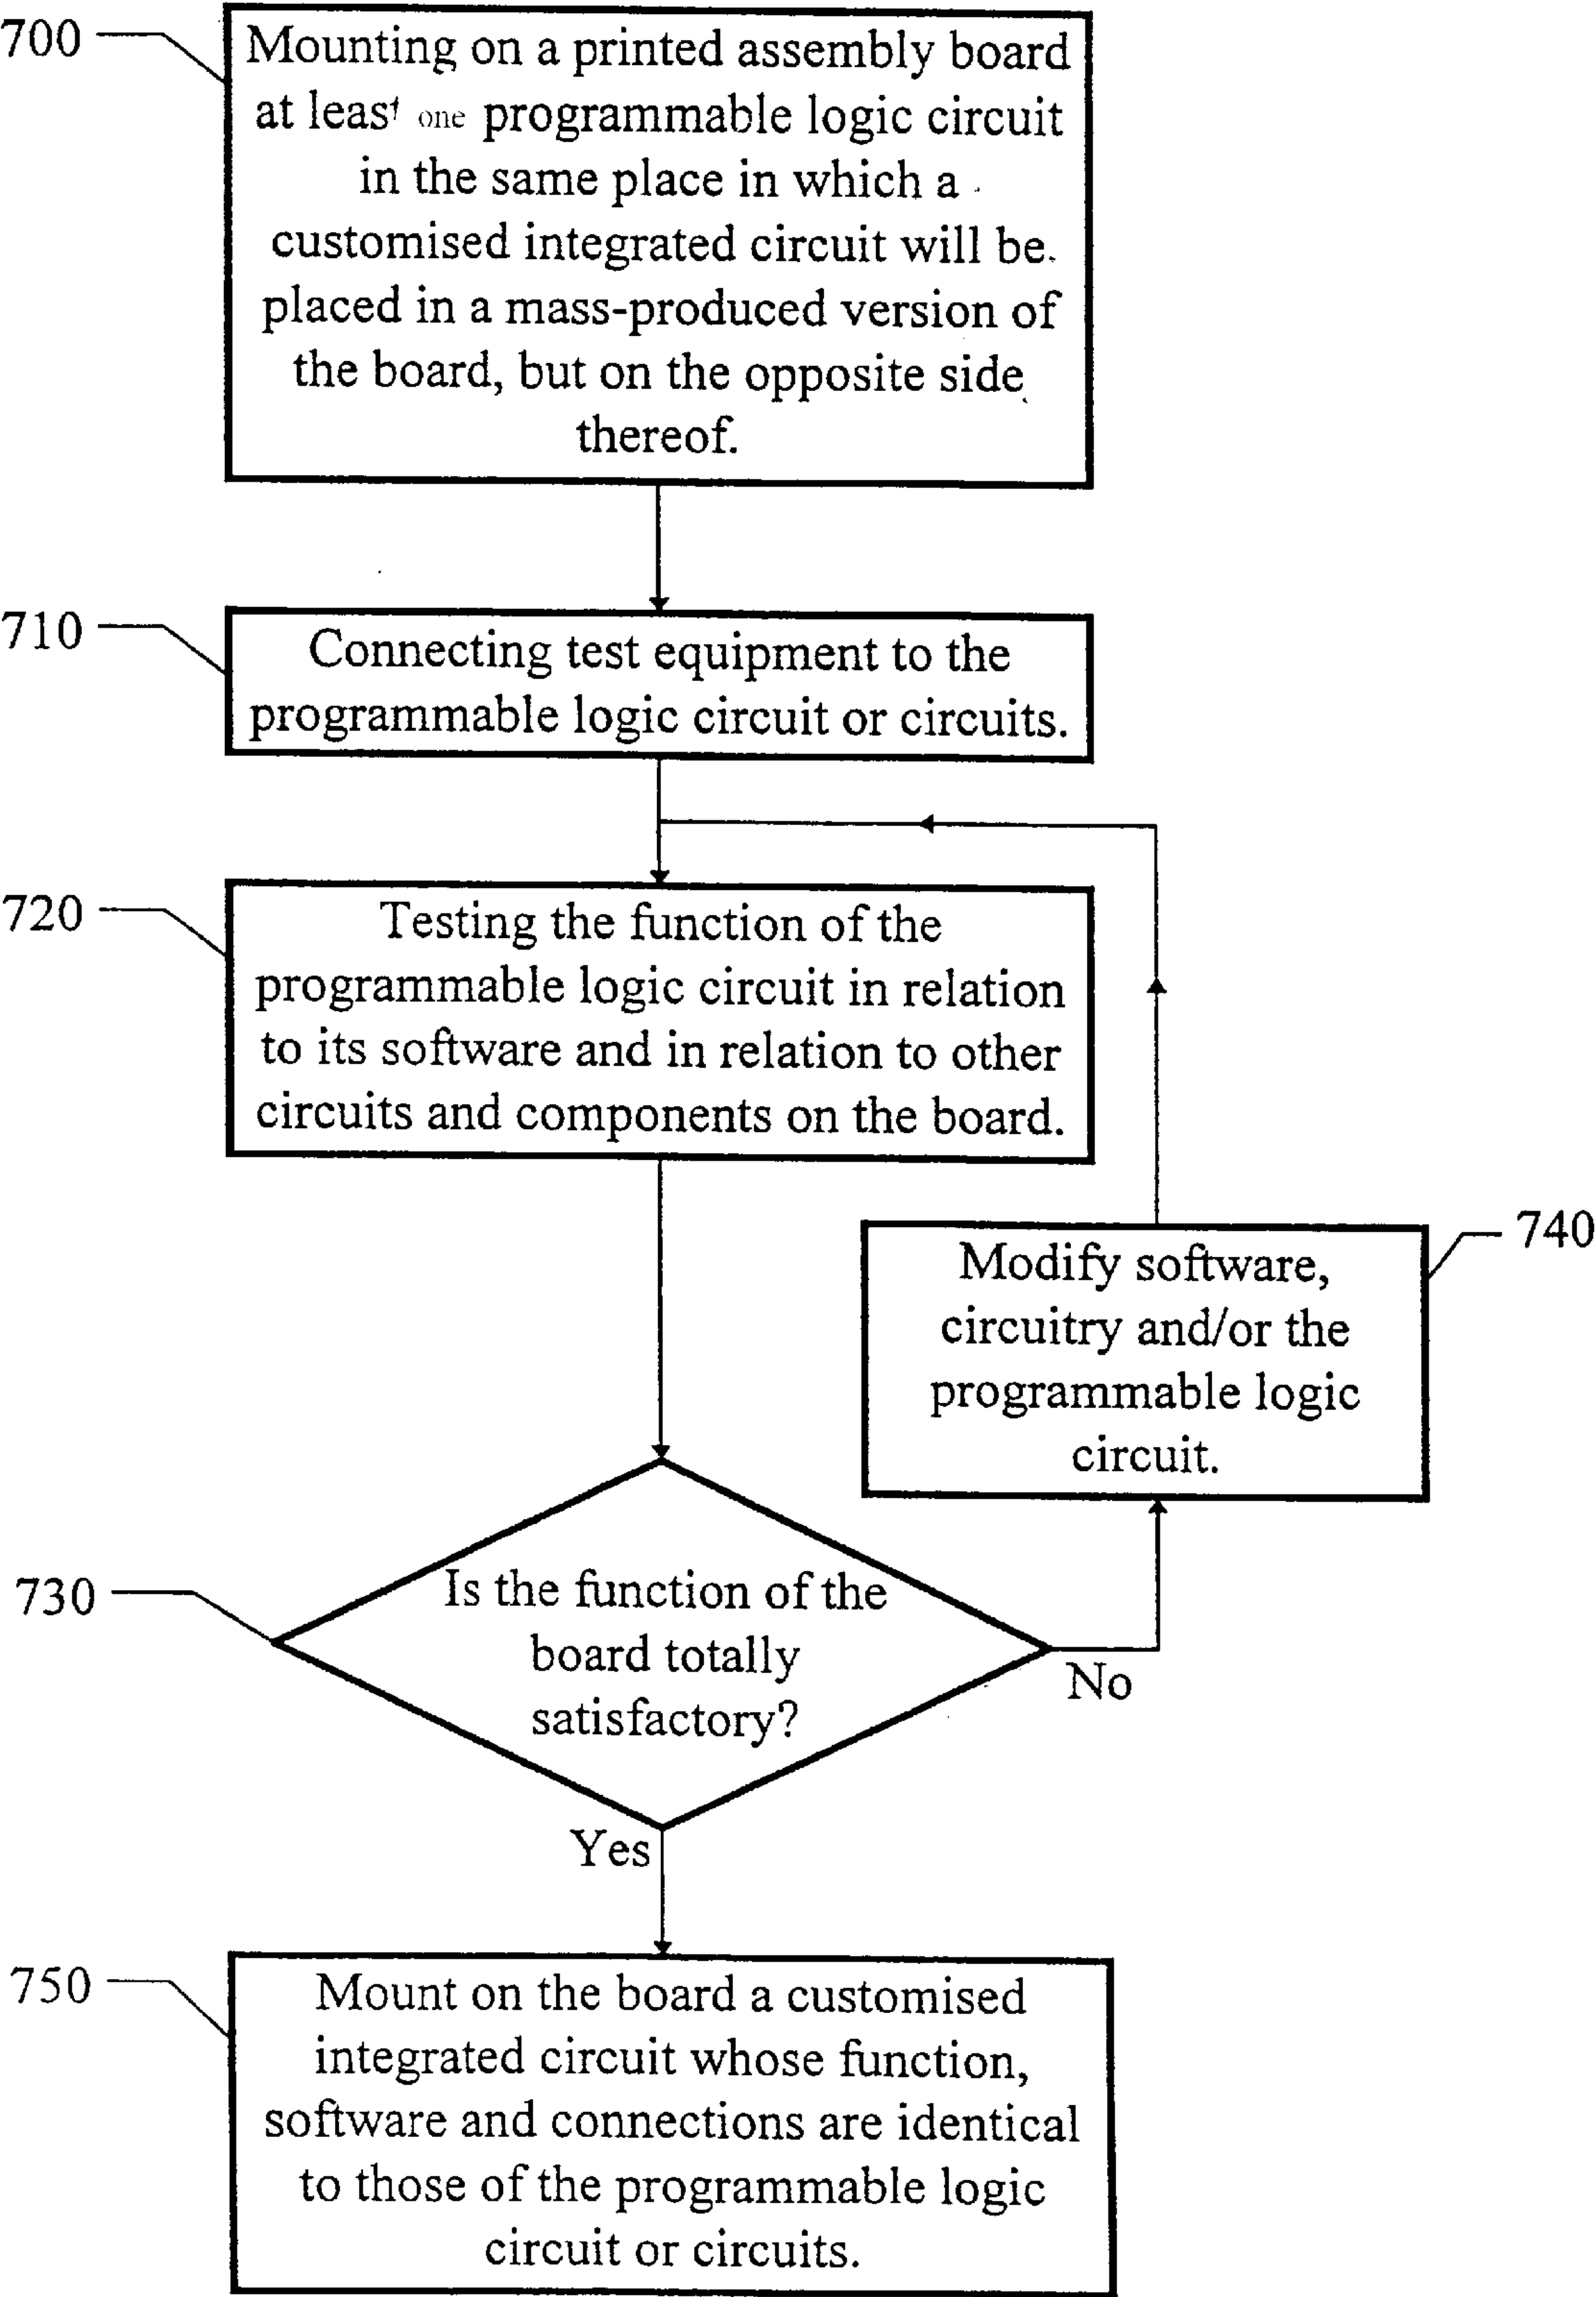 700
Mounting on a printed assembly board
at least one programmable logic circuit
in the same place in which a
customised integrated circuit will be.
placed in a mass-produced version of
the board, but on the opposite side
thereof.
710
Connecting test equipment to the
programmable logic circuit or circuits.
720
Testing the function of the
programmable logic circuit in relation
to its software and in relation to other
circuits and components on the board.
740
Modify software,
circuitry and/or the
programmable logic
circuit.
730
Is the function of the
board totally
satisfactory?
No
Yes
750
Mount on the board a customised
integrated circuit whose function,
software and connections are identical
to those of the programmable logic
circuit or circuits.